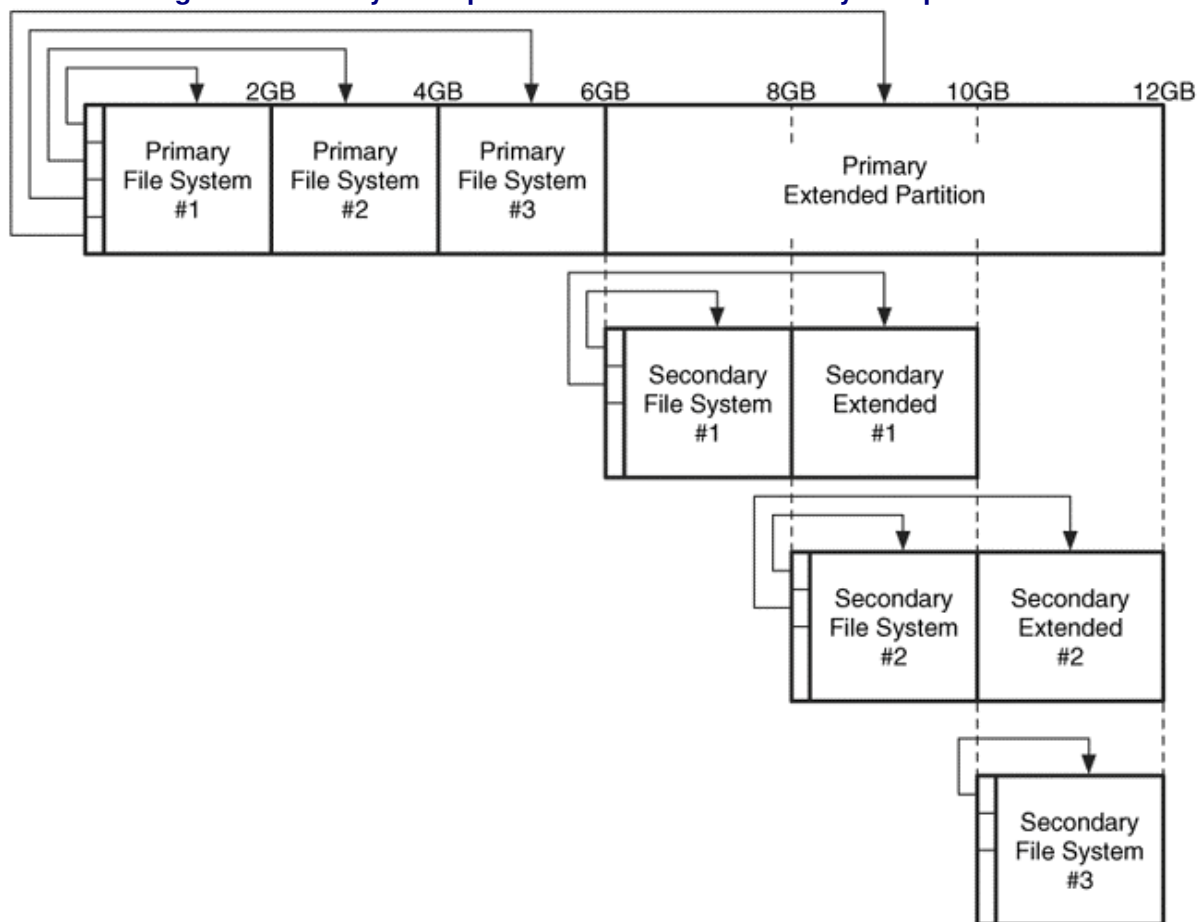 2GB 4GB 6GB 8GB 10GB 12GB
Primary
File System
#1
Primary
File System
#2
Primary
File System
#3
Primary
Extended Partition
Secondary
File System
#1
Secondary
Extended
#1
Secondary
File System
#2
Secondary
Extended
#2
Secondary
File System
#3